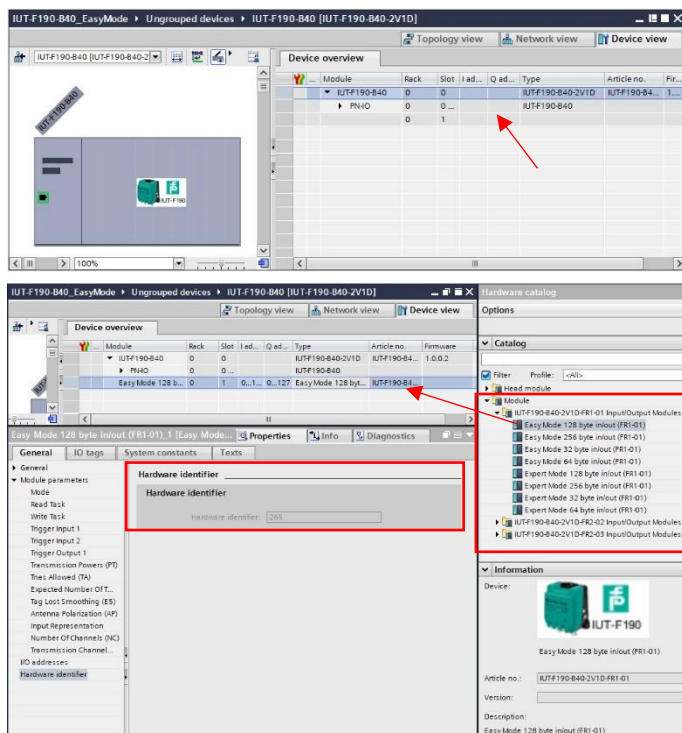 IUT-F190-B40_EasyMode ▸ Ungrouped devices ▸ IUT-F190-B40 [IUT-F190-B40-2V1D]
Topology view Network view Device view
IUT-F190-B40 [IUT-F190-B40-2
Device overview
... Module Rack Slot I ad... Q ad... Type Article no. Fir...
IUT-F190-B40 0 0 IUT-F190-B40-2V1D IUT-F190-B4... 1....
PN-IO 0 0 ... IUT-F190-B40
0 1
IUT-F190-B40
IUT-F190
100%
IUT-F190-B40_EasyMode ▸ Ungrouped devices ▸ IUT-F190-B40 [IUT-F190-B40-2V1D]
Topology view Network view Device view
Device overview
... Module Rack Slot I ad... Q ad... Type Article no. Firmware
IUT-F190-B40 0 0 IUT-F190-B40-2V1D IUT-F190-B4... 1.0.0.2
PN-IO 0 0 ... IUT-F190-B40
Easy Mode 128 b... 0 1 0...1... 0...127 Easy Mode 128 byt... IUT-F190-B4...
Easy Mode 128 byte in/out (FR1-01)_1 [Easy Mode...
Properties Info Diagnostics
General IO tags System constants Texts
General
Module parameters
Mode
Read Task
Write Task
Trigger Input 1
Trigger Input 2
Trigger Output 1
Transmission Powers (PT)
Tries Allowed (TA)
Expected Number Of T...
Tag Lost Smoothing (E5)
Antenna Polarization (AP)
Input Representation
Number Of Channels (NC)
Transmission Channel...
I/O addresses
Hardware identifier
Hardware identifier
Hardware identifier
Hardware identifier: 265
Hardware catalog
Options
Catalog
Filter Profile: <All>
Head module
Module
IUT-F190-B40-2V1D-FR1-01 Input/Output Modules
Easy Mode 128 byte in/out (FR1-01)
Easy Mode 256 byte in/out (FR1-01)
Easy Mode 32 byte in/out (FR1-01)
Easy Mode 64 byte in/out (FR1-01)
Expert Mode 128 byte in/out (FR1-01)
Expert Mode 256 byte in/out (FR1-01)
Expert Mode 32 byte in/out (FR1-01)
Expert Mode 64 byte in/out (FR1-01)
IUT-F190-B40-2V1D-FR2-02 Input/Output Modules
IUT-F190-B40-2V1D-FR2-03 Input/Output Modules
Information
Device:
IUT-F190
Easy Mode 128 byte in/out (FR1-01)
Article no.: IUT-F190-B40-2V1D-FR1-01
Version:
Description:
Easy Mode 128 byte in/out (FR1-01)